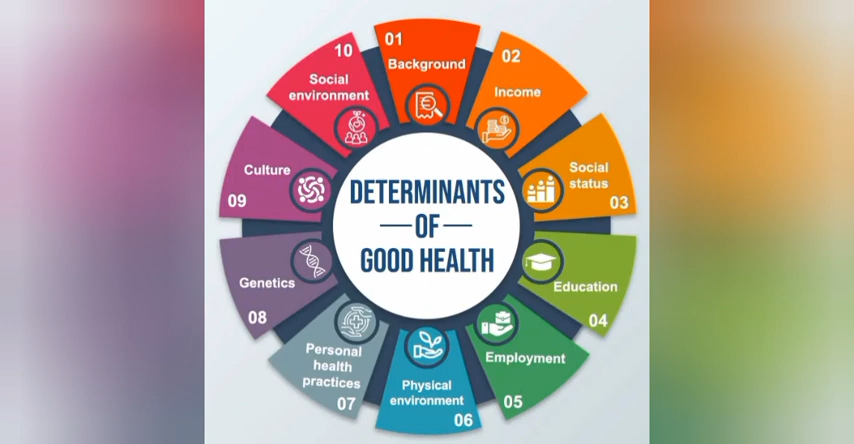 DETERMINANTS
OF
GOOD HEALTH
01
Background
02
Income
Social
status
03
Education
04
Employment
05
Physical
environment
06
Personal
health
practices
07
Genetics
08
Culture
09
10
Social
environment